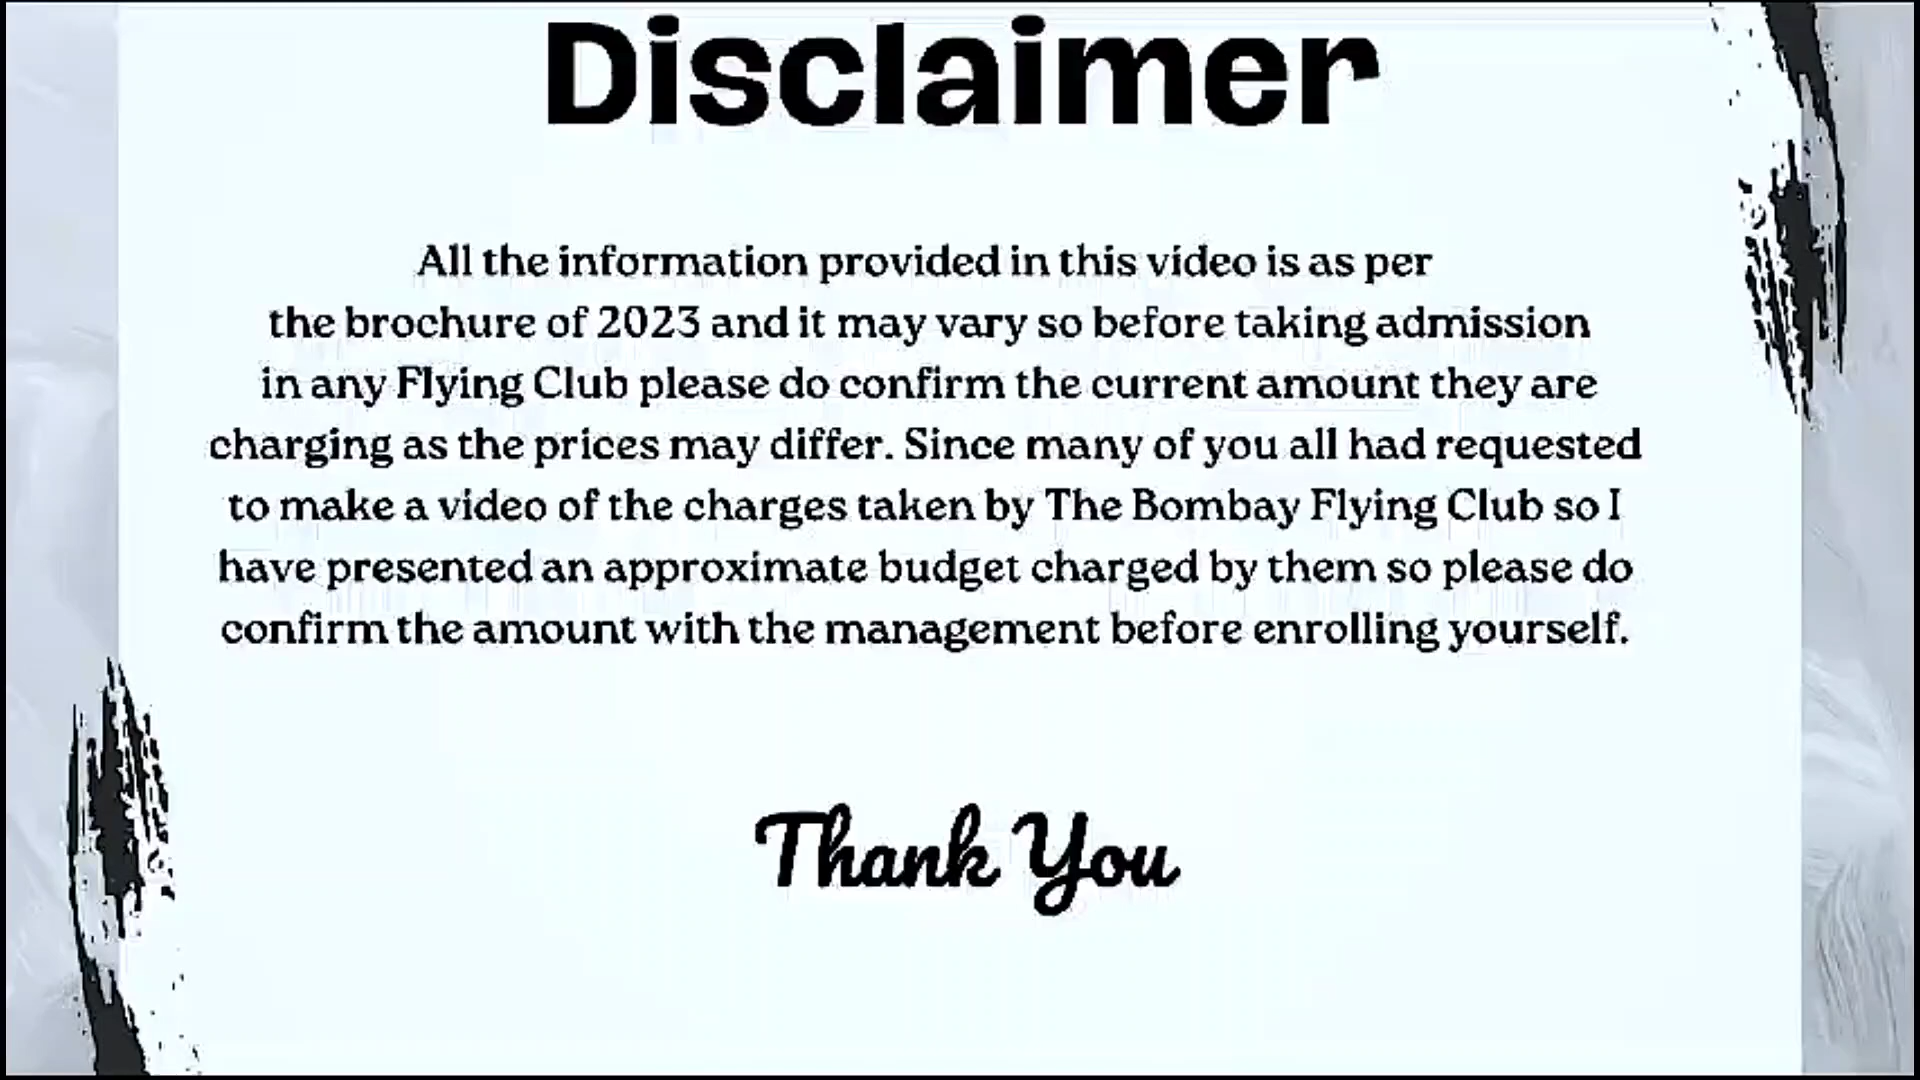 Disclaimer
All the information provided in this video is as per
the brochure of 2023 and it may vary so before taking admission
in any Flying Club please do confirm the current amount they are
charging as the prices may differ. Since many of you all had requested
to make a video of the charges taken by The Bombay Flying Club so I
have presented an approximate budget charged by them so please do
confirm the amount with the management before enrolling yourself.
Thank You